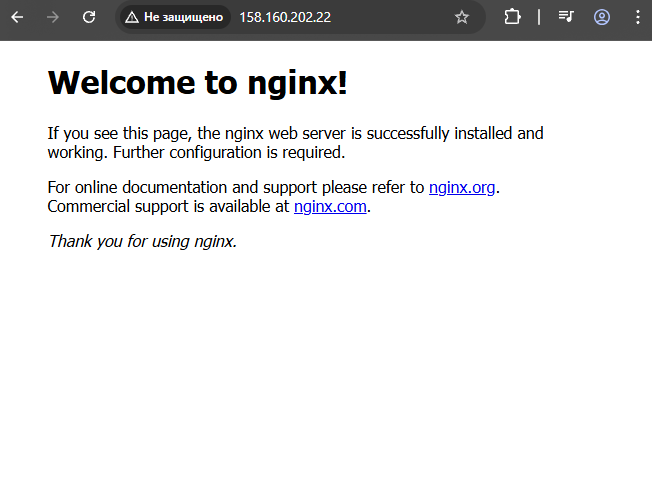 Не защищено 158.160.202.22
Welcome to nginx!
If you see this page, the nginx web server is successfully installed and
working. Further configuration is required.
For online documentation and support please refer to nginx.org.
Commercial support is available at nginx.com.
Thank you for using nginx.